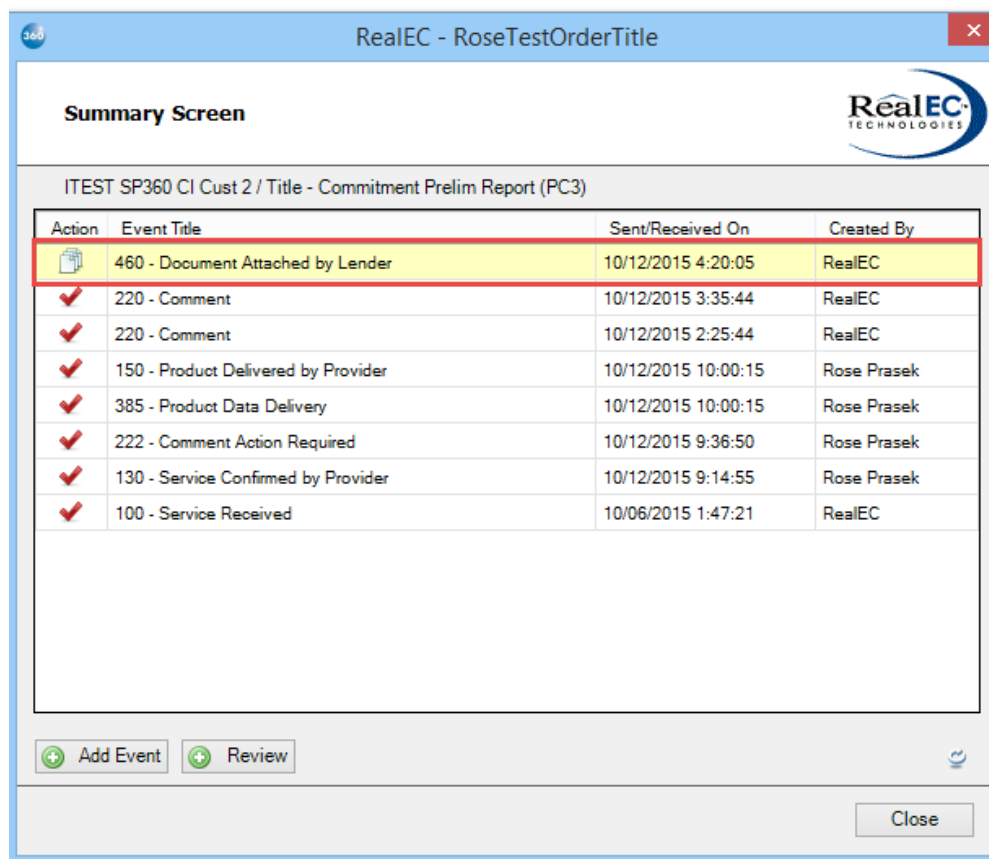 360 RealEC - RoseTestOrderTitle
Summary Screen
RealEC
TECHNOLOGIES
ITEST SP360 CI Cust 2 / Title - Commitment Prelim Report (PC3)
Action Event Title Sent/Received On Created By
460 - Document Attached by Lender 10/12/2015 4:20:05 RealEC
220 - Comment 10/12/2015 3:35:44 RealEC
220 - Comment 10/12/2015 2:25:44 RealEC
150 - Product Delivered by Provider 10/12/2015 10:00:15 Rose Prasek
385 - Product Data Delivery 10/12/2015 10:00:15 Rose Prasek
222 - Comment Action Required 10/12/2015 9:36:50 Rose Prasek
130 - Service Confirmed by Provider 10/12/2015 9:14:55 Rose Prasek
100 - Service Received 10/06/2015 1:47:21 RealEC
Add Event Review
Close